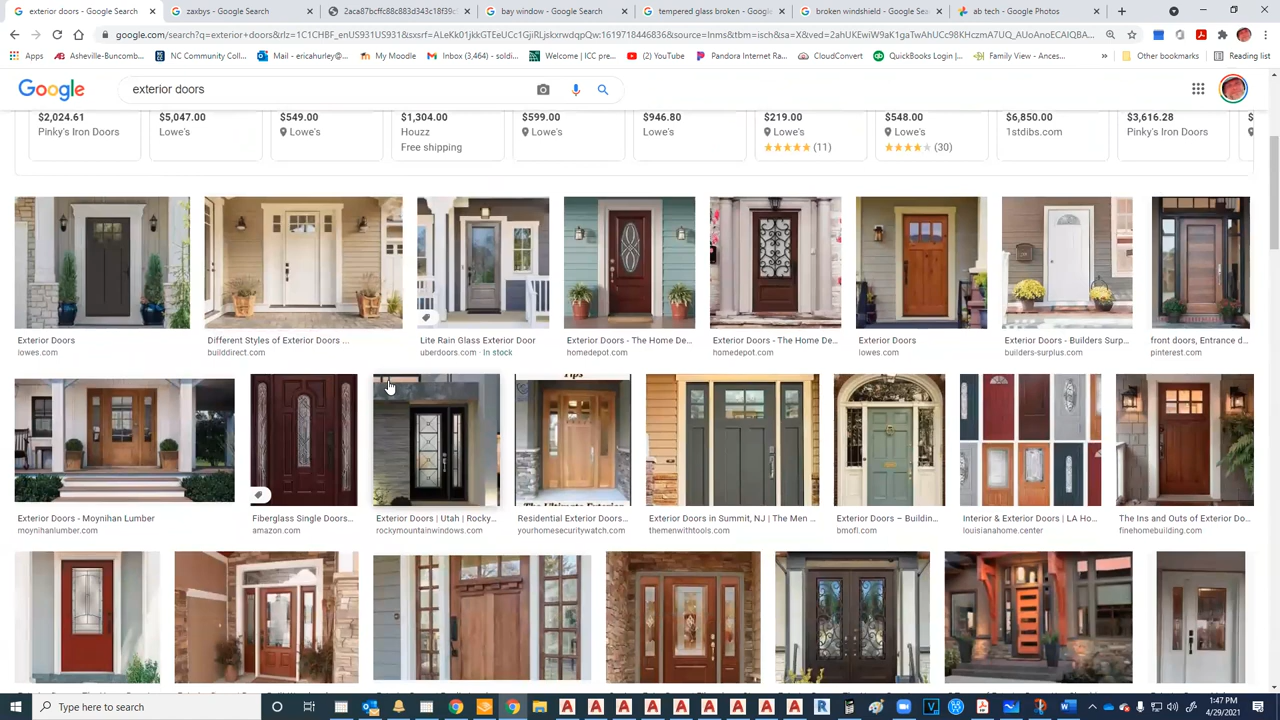 exterior doors - Google Search
zaxbys - Google Search
2aca87bcffc88c883d343c18f39c
bay window - Google Search
tempered glass broken - Google
broken windshield - Google Sea
ab tech - Google Photos
Apps
Asheville-Buncomb...
NC Community Col...
Mail - ericahurley@...
My Moodle
Inbox (3,464) - solidi...
Welcome | ICC pre...
(2) YouTube
Pandora Internet Ra...
CloudConvert
QuickBooks Login |...
Family View - Ances...
Other bookmarks
Reading list
Google
exterior doors
$2,024.61
Pinky's Iron Doors
$5,047.00
Lowe's
$549.00
Lowe's
$1,304.00
Houzz
Free shipping
$599.00
Lowe's
$946.80
Lowe's
$219.00
Lowe's
(11)
$548.00
Lowe's
(30)
$6,850.00
1stdibs.com
$3,616.28
Pinky's Iron Doors
Exterior Doors
lowes.com
Different Styles of Exterior Doors ...
builddirect.com
Lite Rain Glass Exterior Door
uberdoors.com · In stock
Exterior Doors - The Home De...
homedepot.com
Exterior Doors - The Home De...
homedepot.com
Exterior Doors
lowes.com
Exterior Doors - Builders Surp...
builders-surplus.com
front doors, Entrance d...
pinterest.com
Tips
Exterior Doors - Moynihan Lumber
moynihanlumber.com
Fiberglass Single Doors...
amazon.com
Exterior Doors | Utah | Rocky...
rockymountainwindows.com
Residential Exterior Doors...
yourhomesecuritywatch.com
Exterior Doors in Summit, NJ | The Men ...
themenwithtools.com
Exterior Doors – Buildin...
bmofl.com
Interior & Exterior Doors | LA Ho...
louisianahome.center
The Ins and Outs of Exterior Do...
finehomebuilding.com
Type here to search
1:47 PM
4/29/2021